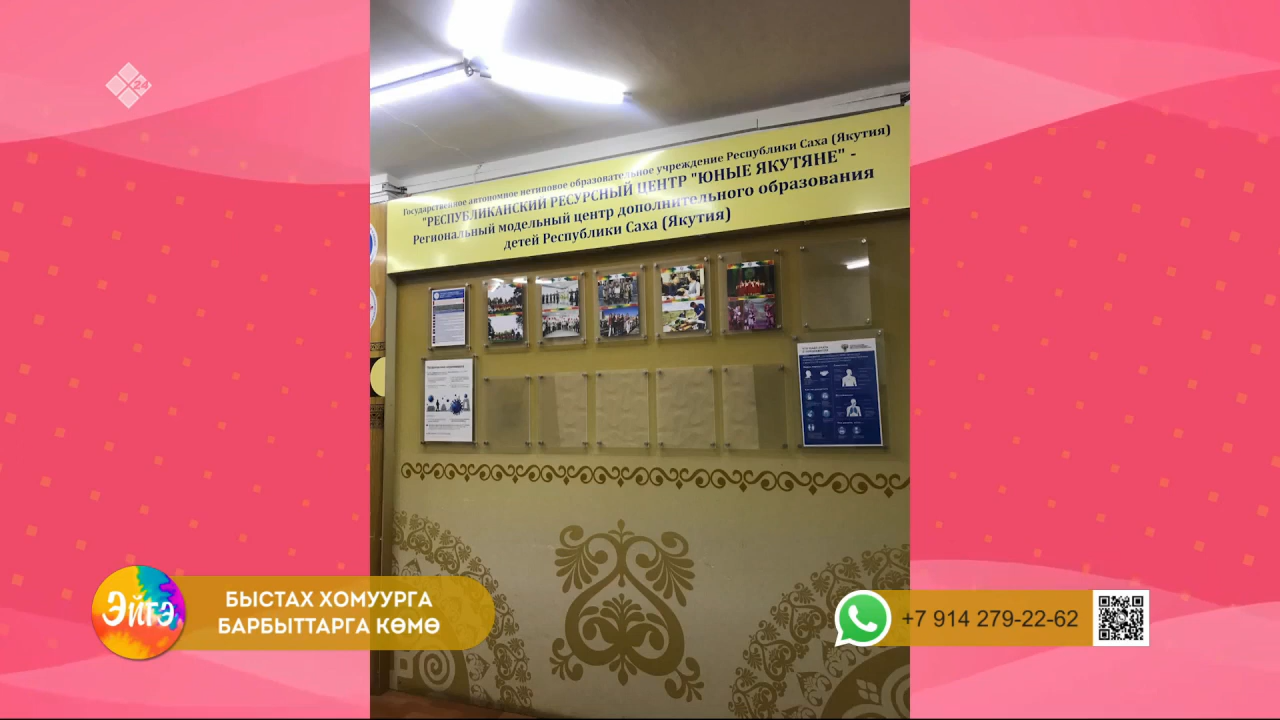 24
Государственное автономное нетиповое образовательное учреждение Республики Саха (Якутия)
"РЕСПУБЛИКАНСКИЙ РЕСУРСНЫЙ ЦЕНТР "ЮНЫЕ ЯКУТЯНЕ" -
Региональный модельный центр дополнительного образования
детей Республики Саха (Якутия)
Эйгэ
БЫСТАХ ХОМУУРГА
БАРБЫТТАРГА КӨМӨ
+7 914 279-22-62